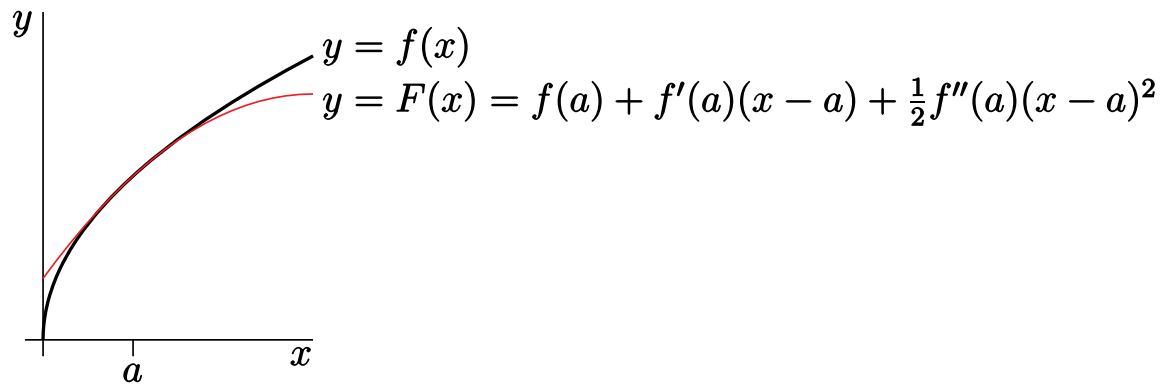 y
y = f(x)
y = F(x) = f(a) + f′(a)(x − a) + ½f″(a)(x − a)²
x
a